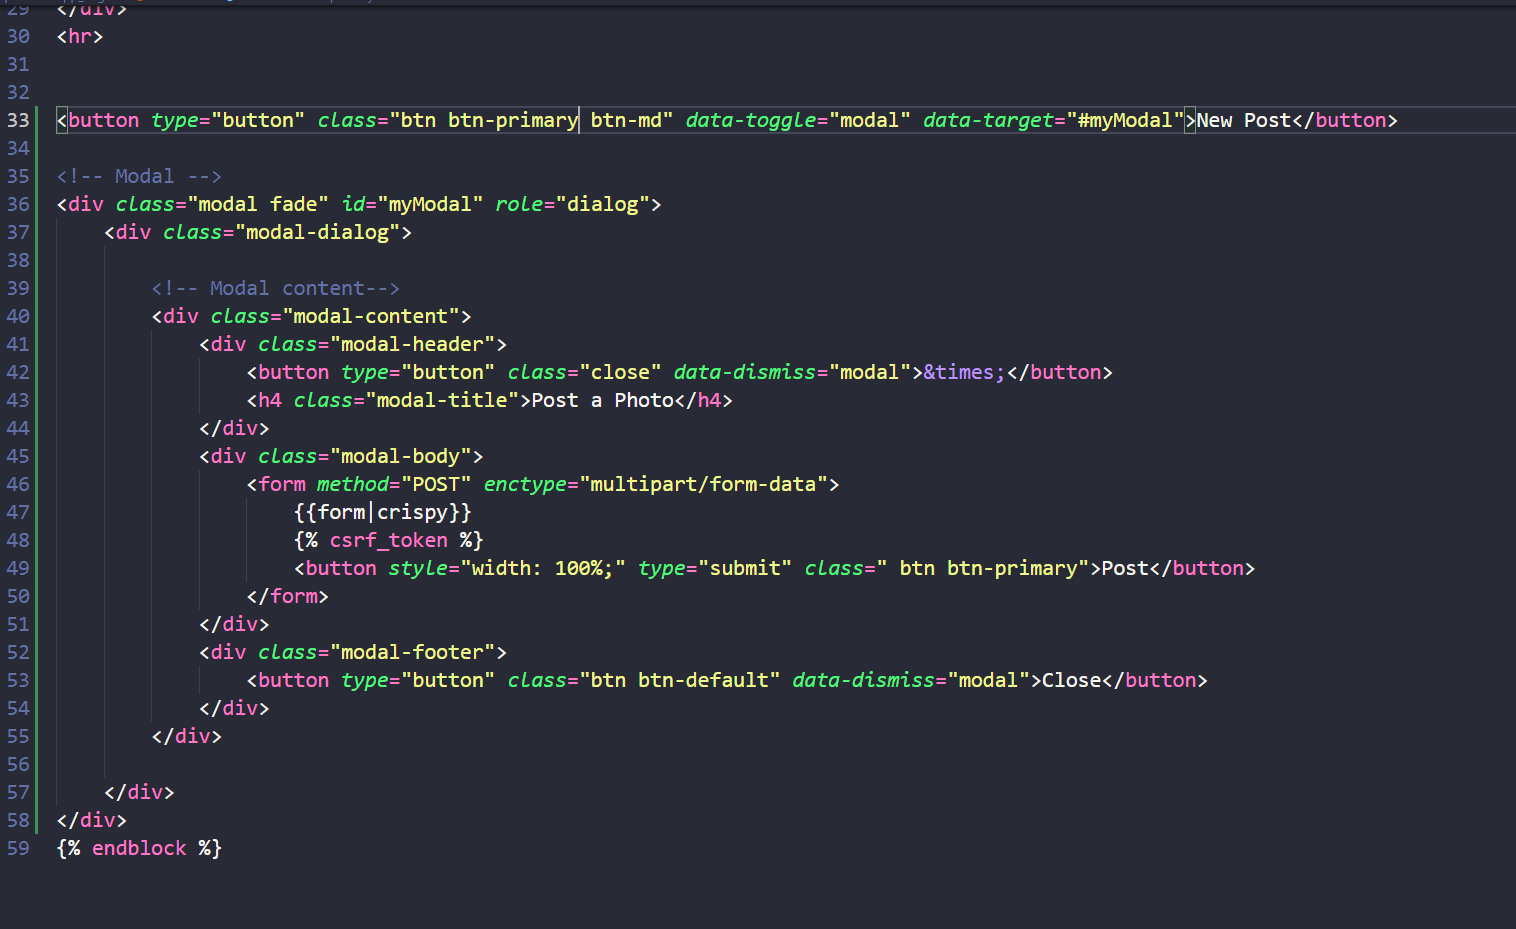 29 </div>
30 <hr>
31
32
33 <button type="button" class="btn btn-primary btn-md" data-toggle="modal" data-target="#myModal">New Post</button>
34
35 <!-- Modal -->
36 <div class="modal fade" id="myModal" role="dialog">
37 <div class="modal-dialog">
38
39 <!-- Modal content-->
40 <div class="modal-content">
41 <div class="modal-header">
42 <button type="button" class="close" data-dismiss="modal">&times;</button>
43 <h4 class="modal-title">Post a Photo</h4>
44 </div>
45 <div class="modal-body">
46 <form method="POST" enctype="multipart/form-data">
47 {{form|crispy}}
48 {% csrf_token %}
49 <button style="width: 100%;" type="submit" class=" btn btn-primary">Post</button>
50 </form>
51 </div>
52 <div class="modal-footer">
53 <button type="button" class="btn btn-default" data-dismiss="modal">Close</button>
54 </div>
55 </div>
56
57 </div>
58 </div>
59 {% endblock %}